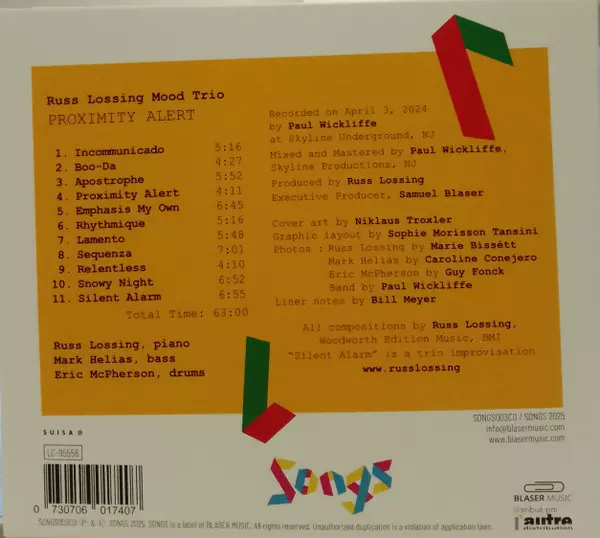 Russ Lossing Mood Trio
PROXIMITY ALERT
1. Incommunicado 5:16
2. Boo-Da 4:27
3. Apostrophe 5:52
4. Proximity Alert 4:11
5. Emphasis My Own 6:45
6. Rhythmique 5:16
7. Lamento 5:48
8. Sequenza 7:01
9. Relentless 4:10
10. Snowy Night 6:52
11. Silent Alarm 6:55
Total Time: 63:00
Russ Lossing, piano
Mark Helias, bass
Eric McPherson, drums
Recorded on April 3, 2024
by Paul Wickliffe
at Skyline Underground, NJ
Mixed and Mastered by Paul Wickliffe,
Skyline Productions, NJ
Produced by Russ Lossing
Executive Producer, Samuel Blaser
Cover art by Niklaus Troxler
Graphic layout by Sophie Morisson Tansini
Photos : Russ Lossing by Marie Bissétt
Mark Helias by Caroline Conejero
Eric McPherson by Guy Fonck
Band by Paul Wickliffe
Liner notes by Bill Meyer
All compositions by Russ Lossing,
Woodworth Edition Music, BMI
"Silent Alarm" is a trio improvisation
www.russlossing
SONGS003CD / SONGS 2025
info@blasermusic.com
www.blasermusic.com
SUISA ℗
LC-95556
0 730706 017407
Songs
BLASER MUSIC
Distribué par
l'autre
distribution
SONGS003CD P & C SONGS 2025. SONGS is a label of BLASER MUSIC. All rights reserved. Unauthorized duplication is a violation of application laws.